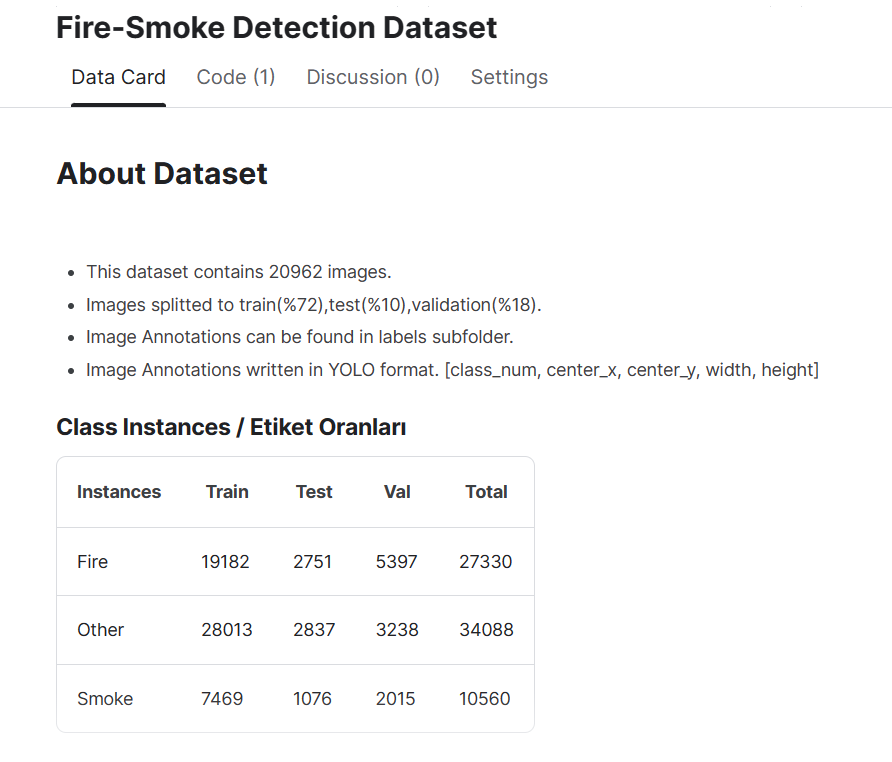 Fire-Smoke Detection Dataset
Data Card Code (1) Discussion (0) Settings
About Dataset
• This dataset contains 20962 images.
• Images splitted to train(%72),test(%10),validation(%18).
• Image Annotations can be found in labels subfolder.
• Image Annotations written in YOLO format. [class_num, center_x, center_y, width, height]
Class Instances / Etiket Oranları
Instances Train Test Val Total
Fire 19182 2751 5397 27330
Other 28013 2837 3238 34088
Smoke 7469 1076 2015 10560